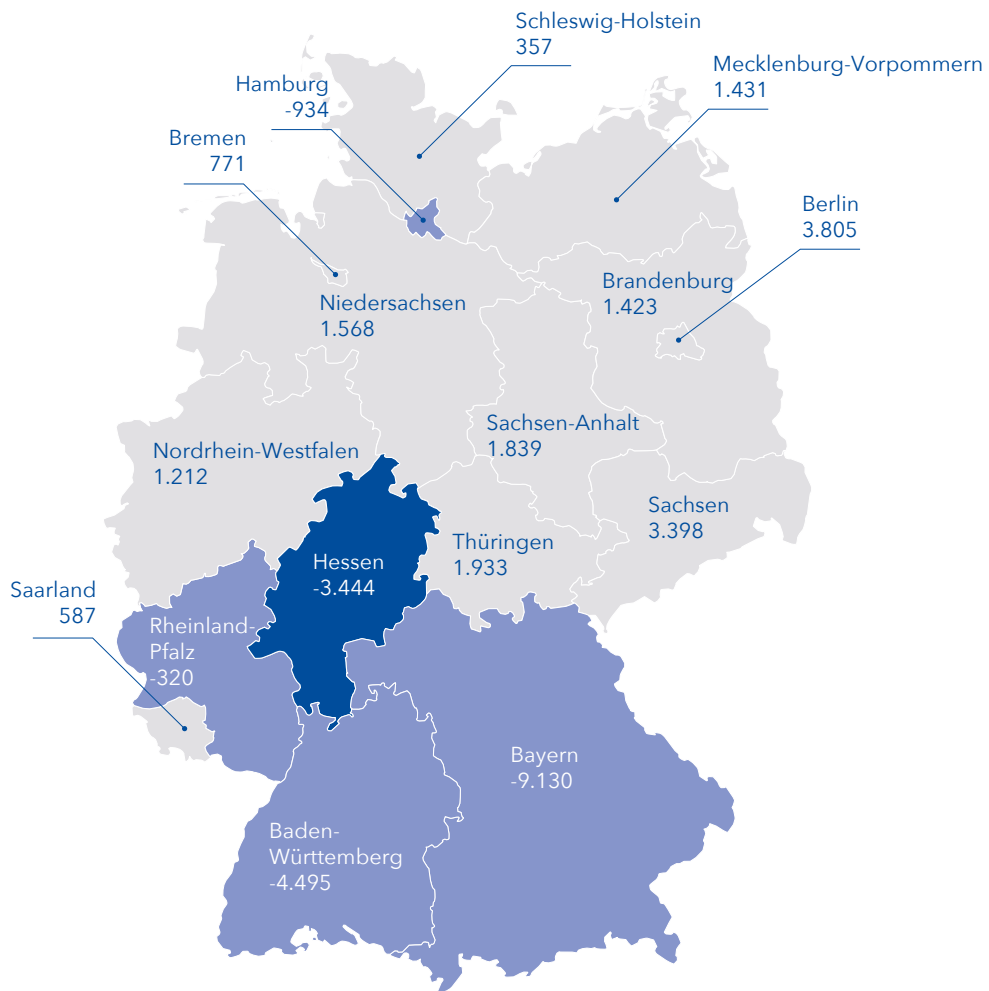 Schleswig-Holstein
357
Mecklenburg-Vorpommern
1.431
Hamburg
-934
Bremen
771
Berlin
3.805
Brandenburg
1.423
Niedersachsen
1.568
Sachsen-Anhalt
1.839
Nordrhein-Westfalen
1.212
Sachsen
3.398
Thüringen
1.933
Hessen
-3.444
Saarland
587
Rheinland-
Pfalz
-320
Bayern
-9.130
Baden-
Württemberg
-4.495